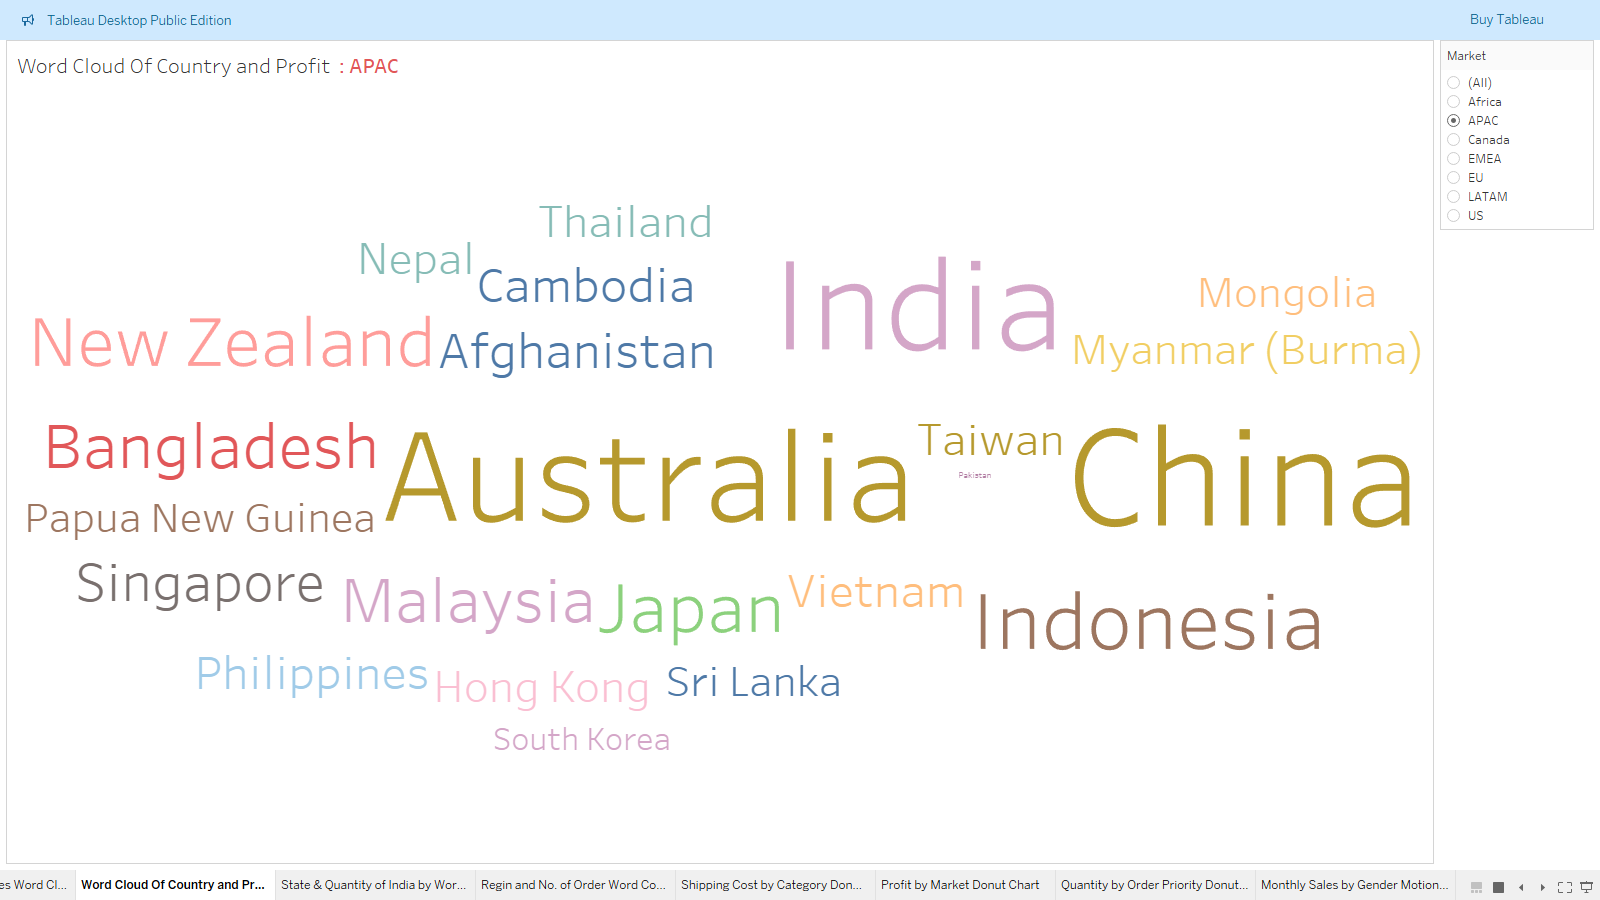 Tableau Desktop Public Edition
Buy Tableau
Word Cloud Of Country and Profit : APAC
Market
(All)
Africa
APAC
Canada
EMEA
EU
LATAM
US
Thailand
Nepal
Cambodia
India
Mongolia
New Zealand
Afghanistan
Myanmar (Burma)
Bangladesh
Australia
Taiwan
Pakistan
China
Papua New Guinea
Singapore
Malaysia
Japan
Vietnam
Indonesia
Philippines
Hong Kong
Sri Lanka
South Korea
es Word Cl...
Word Cloud Of Country and Pr...
State & Quantity of India by Wor...
Regin and No. of Order Word Co...
Shipping Cost by Category Don...
Profit by Market Donut Chart
Quantity by Order Priority Donut...
Monthly Sales by Gender Motion...